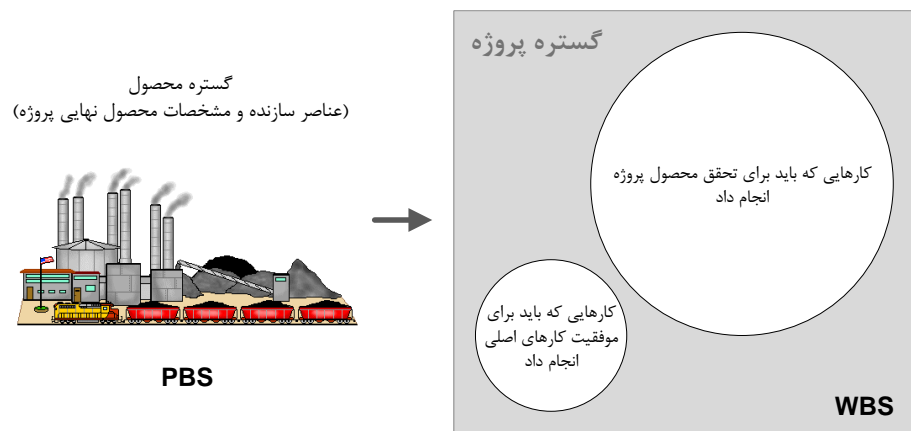 گستره محصول
(عناصر سازنده و مشخصات محصول نهایی پروژه)
PBS
گستره پروژه
کارهایی که باید برای تحقق محصول پروژه
انجام داد
کارهایی که باید برای
موفقیت کارهای اصلی
انجام داد
WBS